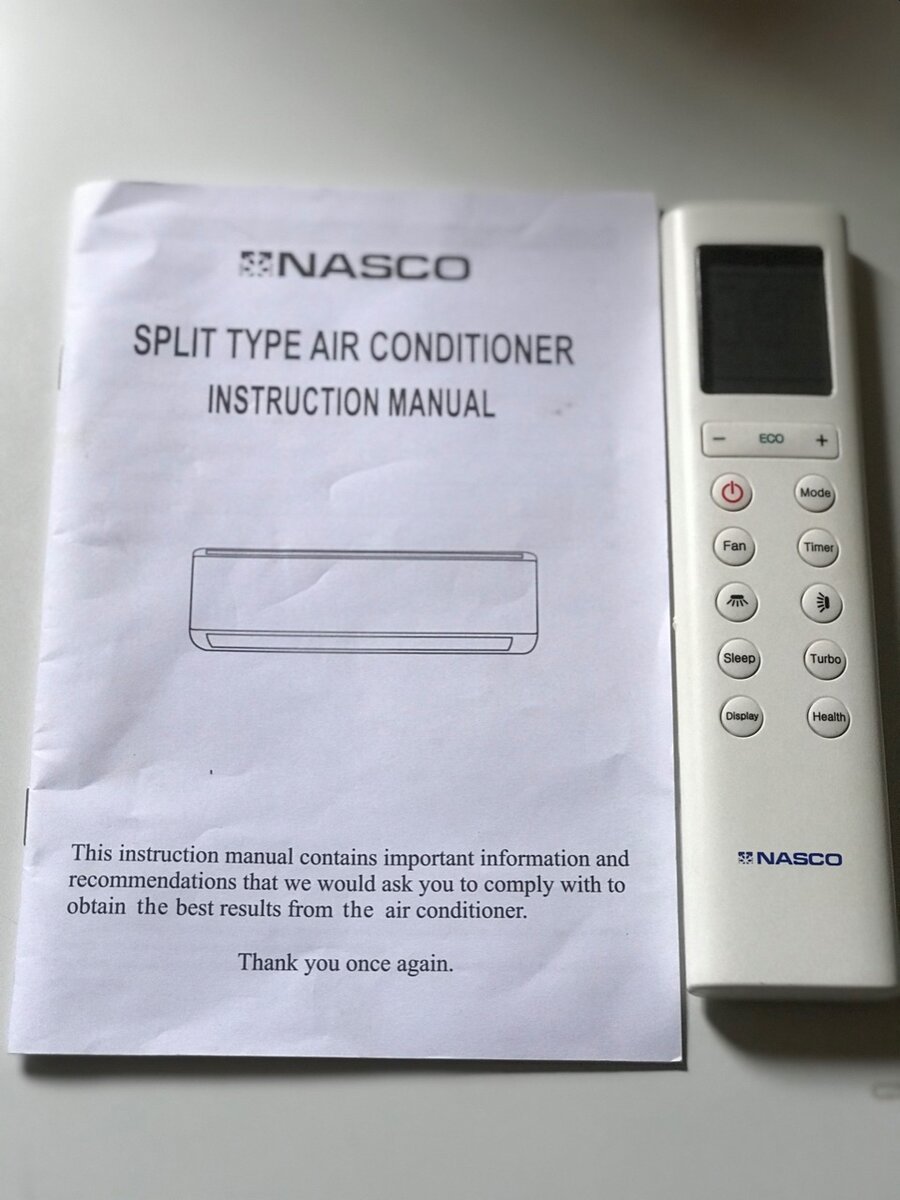 NASCO
SPLIT TYPE AIR CONDITIONER
INSTRUCTION MANUAL
This instruction manual contains important information and
recommendations that we would ask you to comply with to
obtain the best results from the air conditioner.
Thank you once again.
− ECO +
Mode
Fan
Timer
Sleep
Turbo
Display
Health
NASCO